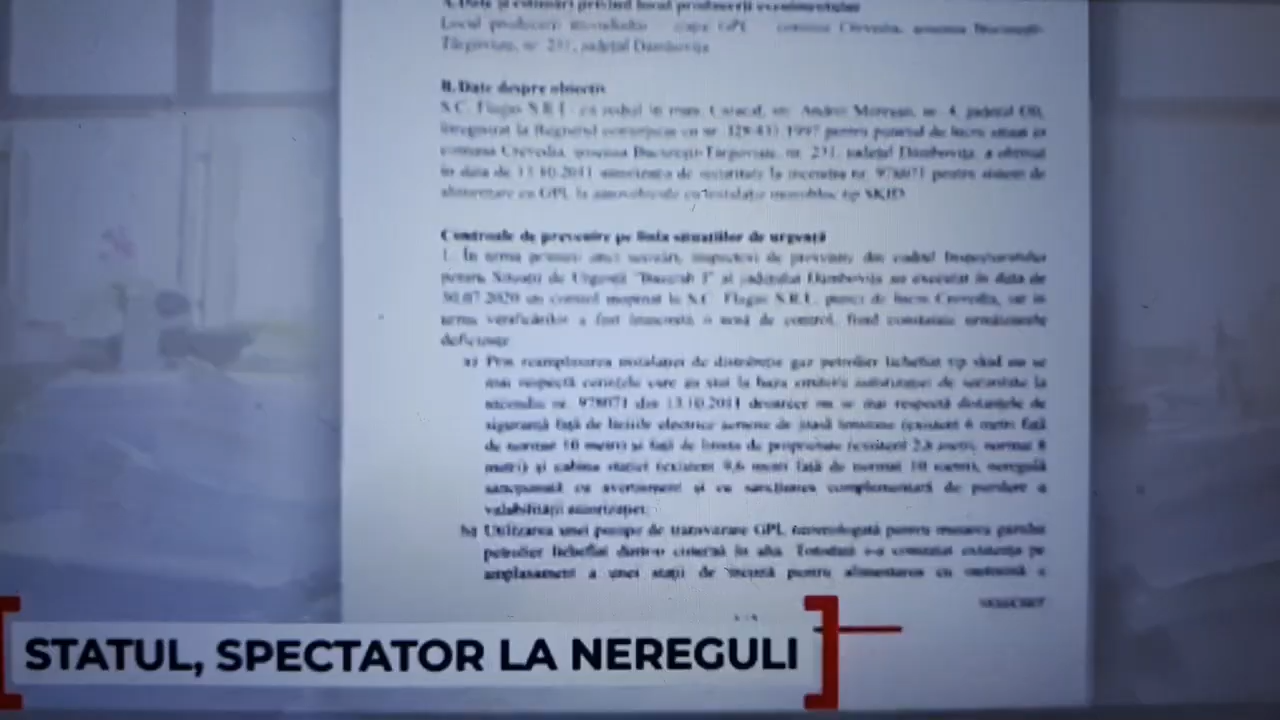 A. Date și estimări privind locul producerii evenimentului
Locul producerii GPL comuna Crevedia, șoseaua București-
Târgoviște, nr. 231, județul Dâmbovița
B. Date despre obiectiv
S.C. Flagas S.R.L. cu sediul în mun. Caracal, str. nr. 4, județul Olt,
înregistrat la Registrul comerțului cu nr. 1997 pentru punctul de lucru situat în
comuna Crevedia, șoseaua București-Târgoviște, nr. 231, județul Dâmbovița, a obținut
în data de 13.10.2011 autorizația de securitate la incendiu nr. 978071 pentru sistem de
alimentare cu GPL la autovehicule cu instalație monobloc tip SKID
Controale de prevenire pe linia situațiilor de urgență
1. În urma primirii unei sesizări, inspectori de prevenire din cadrul Inspectoratului
pentru Situații de Urgență "Basarab I" al județului Dâmbovița au executat în data de
30.07.2020 un control inopinat la S.C. Flagas S.R.L. punct de lucru Crevedia, iar în
urma verificărilor a fost întocmită o notă de control, fiind constatate următoarele
deficiențe
a) Prin reamplasarea instalației de distribuție gaz petrolier lichefiat tip skid nu se
mai respectă cerințele care au stat la baza emiterii autorizației de securitate la
incendiu nr. 978071 din 13.10.2011 deoarece nu se mai respectă distanțele de
siguranță față de liniile electrice aeriene de joasă tensiune (existent 6 metri față
de normat 10 metri) și față de limita de proprietate (existent 2,8 metri, normat 8
metri) și cabina stației (existent 9,6 metri față de normat 10 metri), neregulă
sancționată cu avertisment și cu sancțiunea complementară de pierdere a
valabilității autorizației.
b) Utilizarea unei pompe de transvazare GPL neomologată pentru mutarea gazului
petrolier lichefiat dintr-o cisternă în alta. Totodată s-a constatat existența pe
amplasament a unei stații de incintă pentru alimentarea cu motorină a
STATUL, SPECTATOR LA NEREGULI